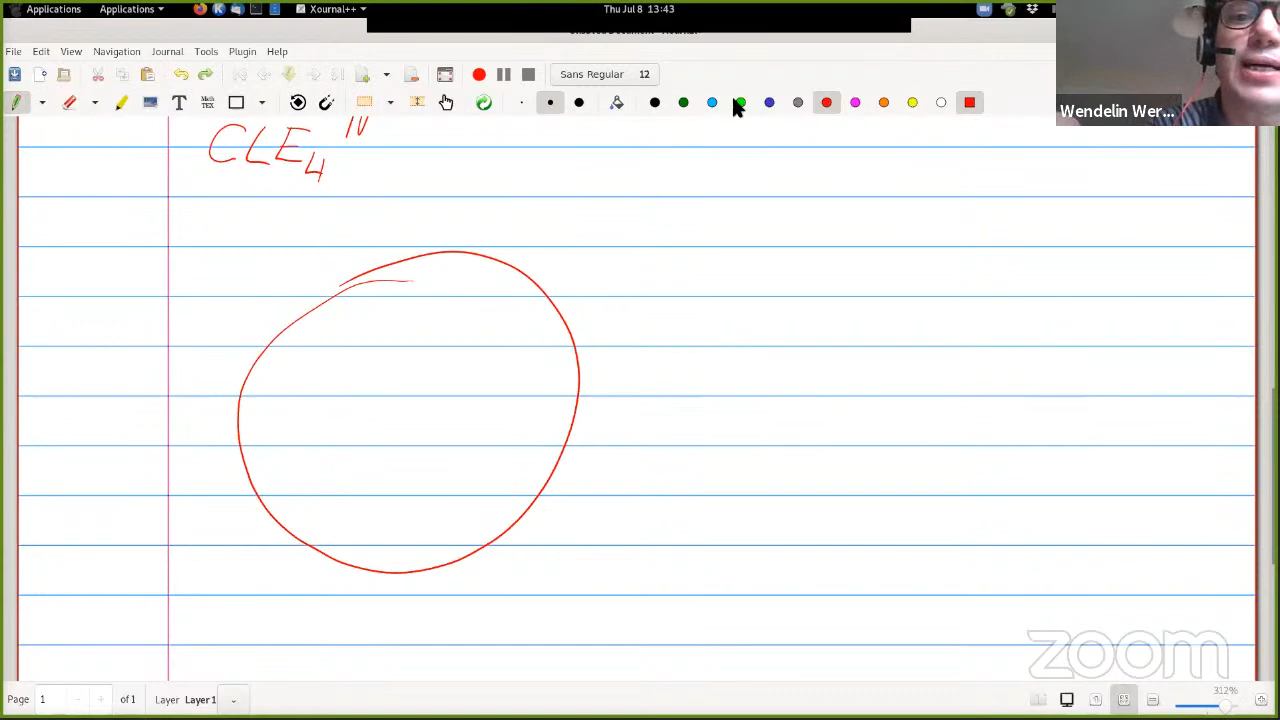 Applications Applications Xournal++ Thu Jul 8 13:43
File Edit View Navigation Journal Tools Plugin Help
Sans Regular 12
Wendelin Wer...
CLE₄
zoom
312%
Page 1 of 1 Layer Layer1